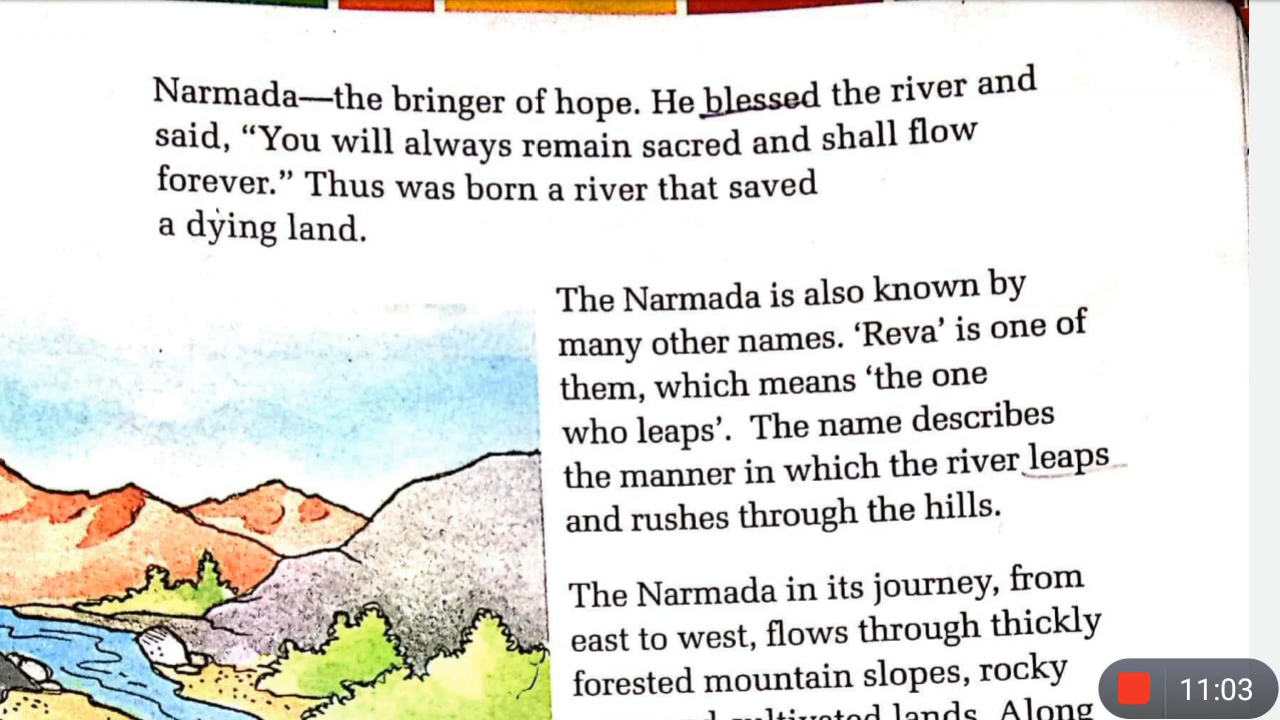 Narmada—the bringer of hope. He blessed the river and
said, “You will always remain sacred and shall flow
forever.” Thus was born a river that saved
a dying land.
The Narmada is also known by
many other names. ‘Reva’ is one of
them, which means ‘the one
who leaps’. The name describes
the manner in which the river leaps
and rushes through the hills.
The Narmada in its journey, from
east to west, flows through thickly
forested mountain slopes, rocky
cultivated lands. Along
11:03